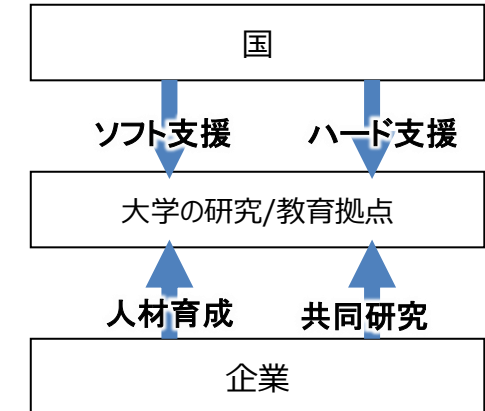 国
ソフト支援 ハード支援
大学の研究/教育拠点
人材育成 共同研究
企業